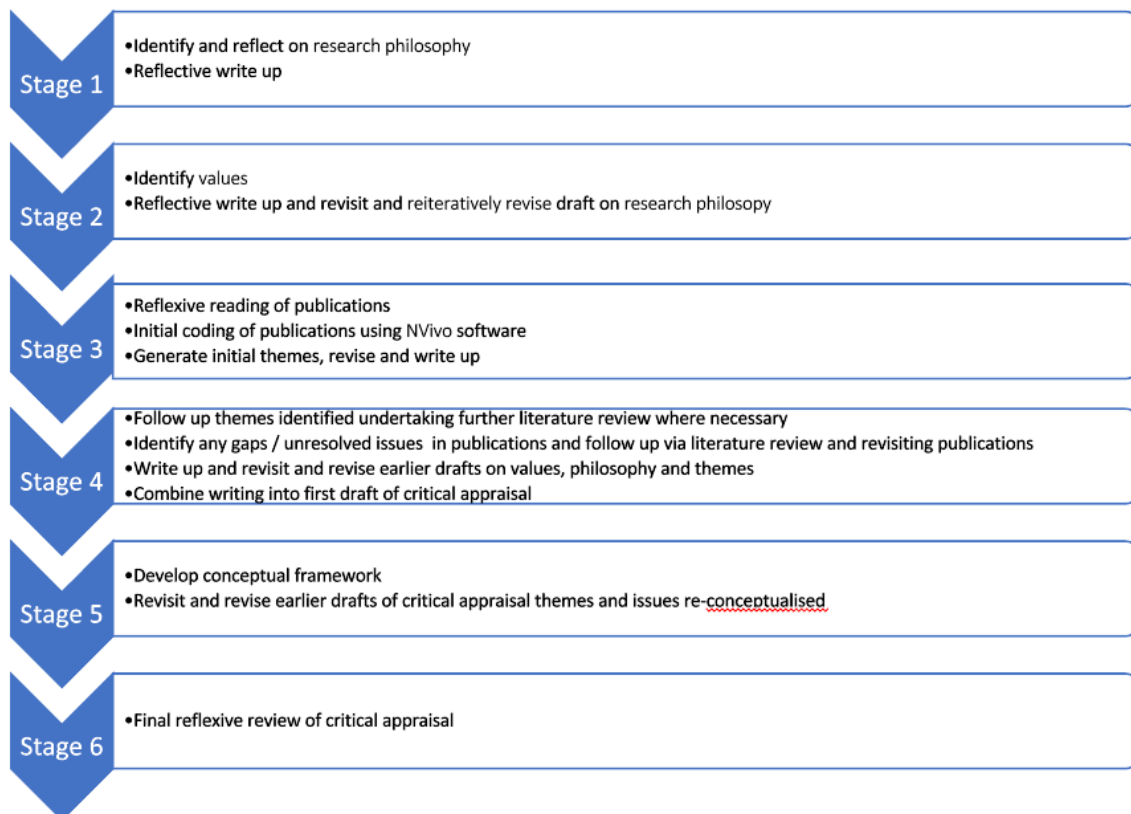 Stage 1
•Identify and reflect on research philosophy
•Reflective write up
Stage 2
•Identify values
•Reflective write up and revisit and reiteratively revise draft on research philosopy
Stage 3
•Reflexive reading of publications
•Initial coding of publications using NVivo software
•Generate initial themes, revise and write up
Stage 4
•Follow up themes identified undertaking further literature review where necessary
•Identify any gaps / unresolved issues  in publications and follow up via literature review and revisiting publications
•Write up and revisit and revise earlier drafts on values, philosophy and themes
•Combine writing into first draft of critical appraisal
Stage 5
•Develop conceptual framework
•Revisit and revise earlier drafts of critical appraisal themes and issues re-conceptualised
Stage 6
•Final reflexive review of critical appraisal